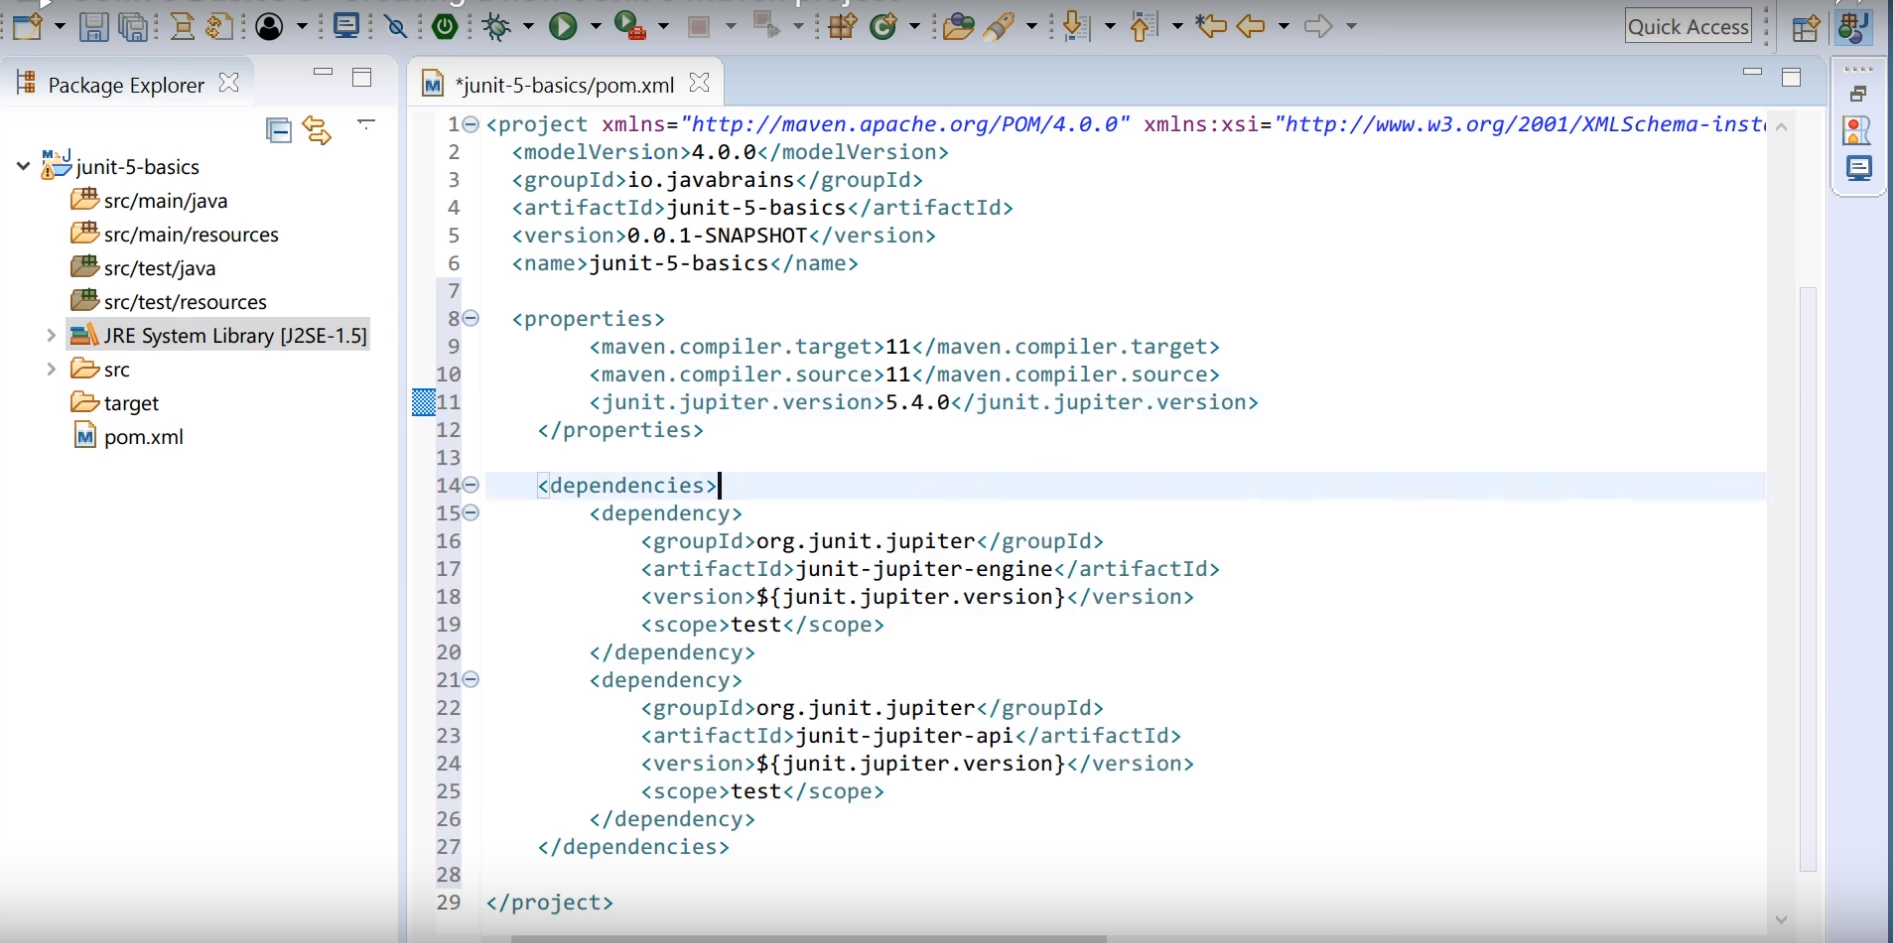 Quick Access
Package Explorer
junit-5-basics
src/main/java
src/main/resources
src/test/java
src/test/resources
JRE System Library [J2SE-1.5]
src
target
pom.xml
*junit-5-basics/pom.xml
1 <project xmlns="http://maven.apache.org/POM/4.0.0" xmlns:xsi="http://www.w3.org/2001/XMLSchema-inst
2 <modelVersion>4.0.0</modelVersion>
3 <groupId>io.javabrains</groupId>
4 <artifactId>junit-5-basics</artifactId>
5 <version>0.0.1-SNAPSHOT</version>
6 <name>junit-5-basics</name>
7
8 <properties>
9 <maven.compiler.target>11</maven.compiler.target>
10 <maven.compiler.source>11</maven.compiler.source>
11 <junit.jupiter.version>5.4.0</junit.jupiter.version>
12 </properties>
13
14 <dependencies>
15 <dependency>
16 <groupId>org.junit.jupiter</groupId>
17 <artifactId>junit-jupiter-engine</artifactId>
18 <version>${junit.jupiter.version}</version>
19 <scope>test</scope>
20 </dependency>
21 <dependency>
22 <groupId>org.junit.jupiter</groupId>
23 <artifactId>junit-jupiter-api</artifactId>
24 <version>${junit.jupiter.version}</version>
25 <scope>test</scope>
26 </dependency>
27 </dependencies>
28
29 </project>